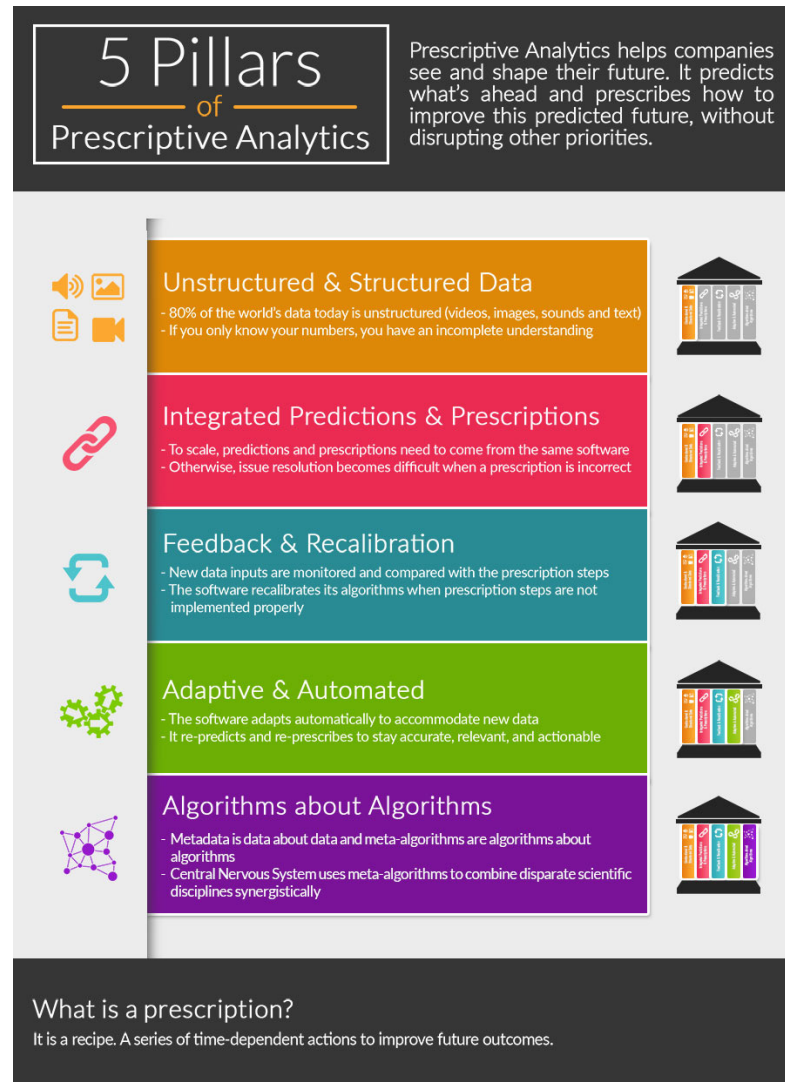 5 Pillars
of
Prescriptive Analytics
Prescriptive Analytics helps companies
see and shape their future. It predicts
what's ahead and prescribes how to
improve this predicted future, without
disrupting other priorities.
Unstructured & Structured Data
- 80% of the world's data today is unstructured (videos, images, sounds and text)
- If you only know your numbers, you have an incomplete understanding
Integrated Predictions & Prescriptions
- To scale, predictions and prescriptions need to come from the same software
- Otherwise, issue resolution becomes difficult when a prescription is incorrect
Feedback & Recalibration
- New data inputs are monitored and compared with the prescription steps
- The software recalibrates its algorithms when prescription steps are not
implemented properly
Adaptive & Automated
- The software adapts automatically to accommodate new data
- It re-predicts and re-prescribes to stay accurate, relevant, and actionable
Algorithms about Algorithms
- Metadata is data about data and meta-algorithms are algorithms about
algorithms
- Central Nervous System uses meta-algorithms to combine disparate scientific
disciplines synergistically
What is a prescription?
It is a recipe. A series of time-dependent actions to improve future outcomes.